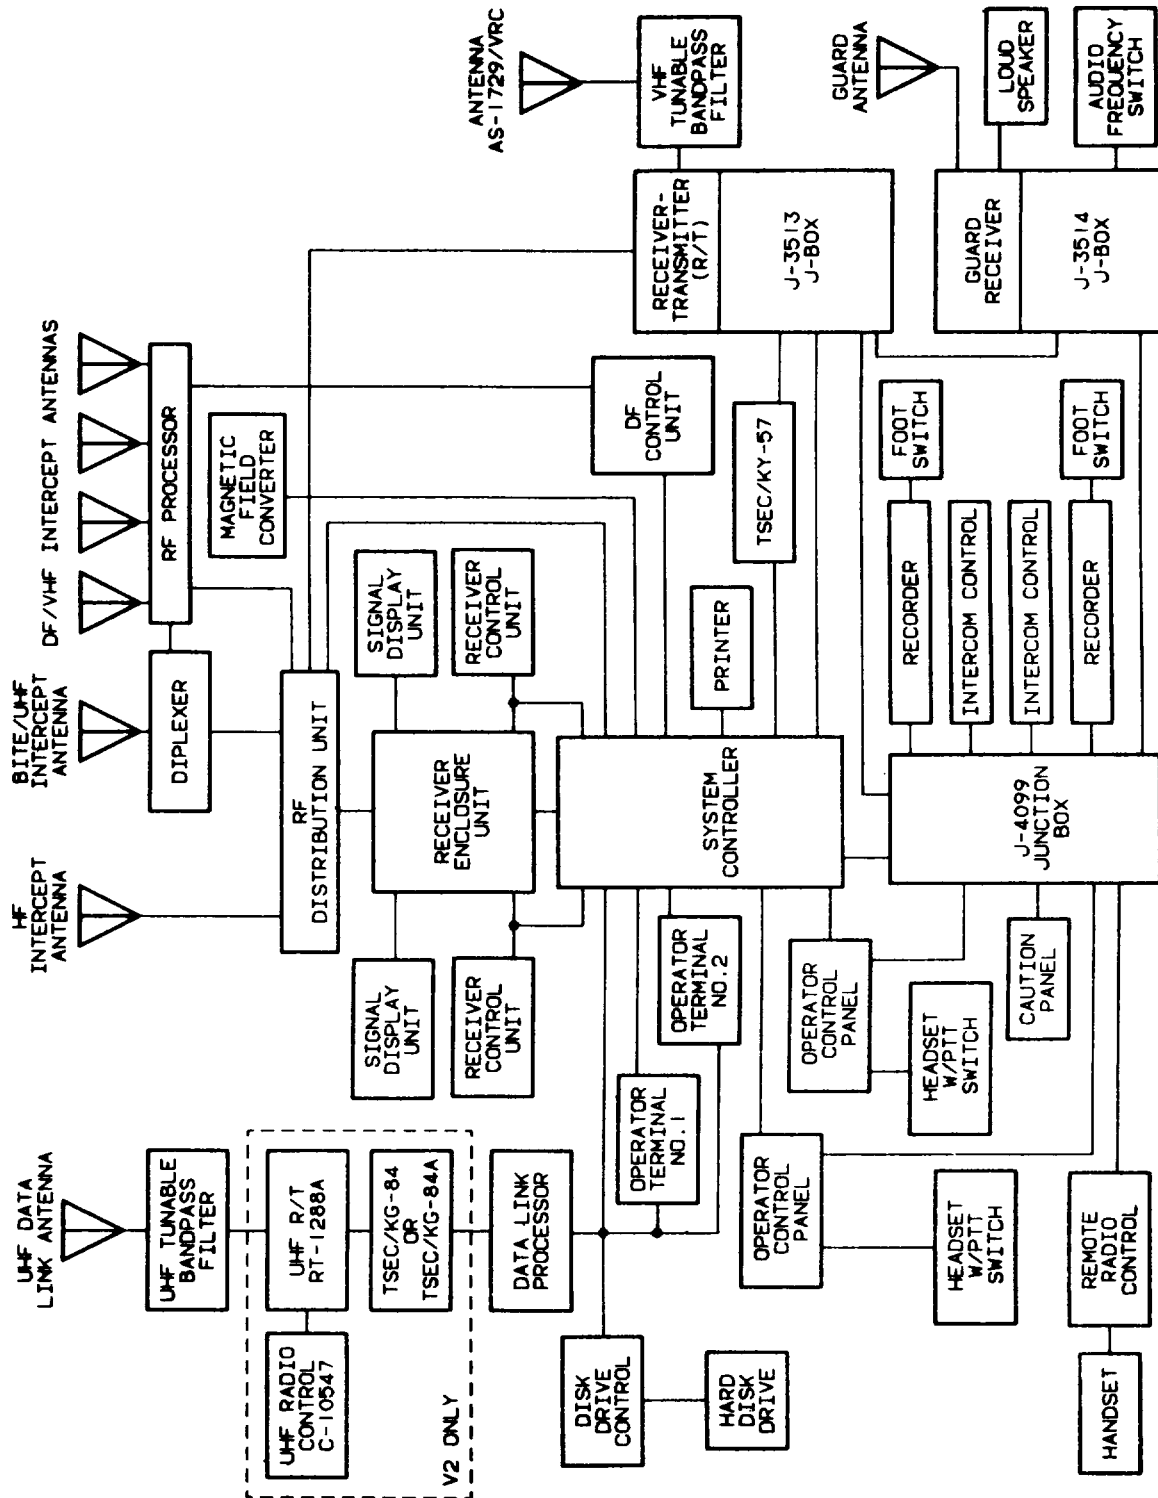 UHF DATA
LINK ANTENNA
HF
INTERCEPT
ANTENNA
BITE/UHF
INTERCEPT
ANTENNA
DF/VHF INTERCEPT ANTENNAS
UHF TUNABLE
BANDPASS
FILTER
DIPLEXER
RF PROCESSOR
MAGNETIC
FIELD
CONVERTER
UHF RADIO
CONTROL
C-10547
UHF R/T
RT-1288A
RF
DISTRIBUTION UNIT
V2 ONLY
TSEC/KG-84
OR
TSEC/KG-84A
SIGNAL
DISPLAY
UNIT
RECEIVER
ENCLOSURE
UNIT
SIGNAL
DISPLAY
UNIT
RECEIVER
CONTROL
UNIT
RECEIVER
CONTROL
UNIT
DATA LINK
PROCESSOR
ANTENNA
AS-1729/VRC
DISK
DRIVE
CONTROL
OPERATOR
TERMINAL
NO.1
OPERATOR
TERMINAL
NO.2
SYSTEM
CONTROLLER
DF
CONTROL
UNIT
RECEIVER-
TRANSMITTER
(R/T)
VHF
TUNABLE
BANDPASS
FILTER
HARD
DISK
DRIVE
PRINTER
TSEC/KY-57
J-3513
J-BOX
OPERATOR
CONTROL
PANEL
OPERATOR
CONTROL
PANEL
GUARD
ANTENNA
HEADSET
W/PTT
SWITCH
HEADSET
W/PTT
SWITCH
RECORDER
FOOT
SWITCH
GUARD
RECEIVER
LOUD
SPEAKER
CAUTION
PANEL
J-4099
JUNCTION
BOX
INTERCOM CONTROL
INTERCOM CONTROL
J-3514
J-BOX
AUDIO
FREQUENCY
SWITCH
HANDSET
REMOTE
RADIO
CONTROL
RECORDER
FOOT
SWITCH